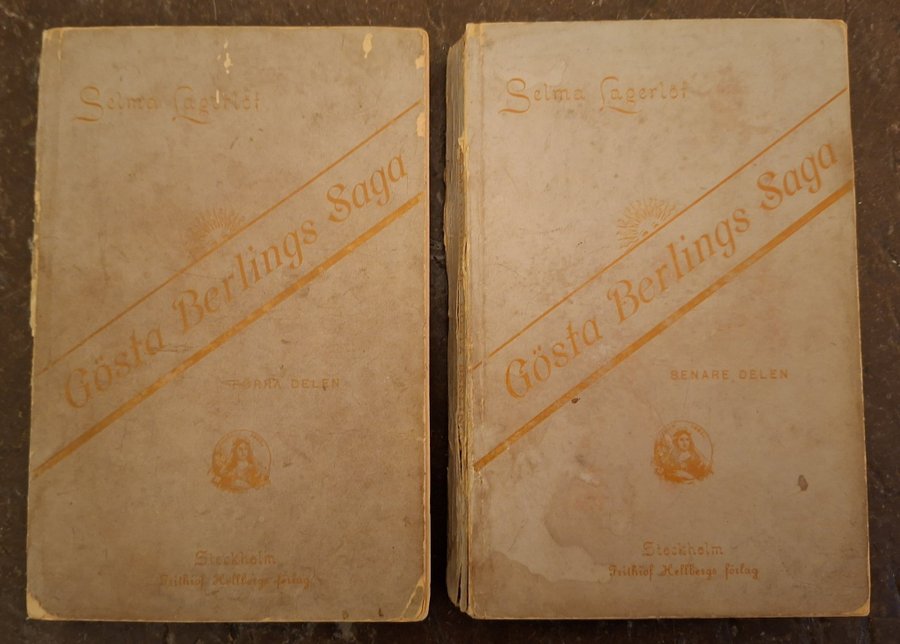 Selma Lagerlöf
Gösta Berlings Saga
FÖRRA DELEN
Stockholm
Frithiof Hellbergs förlag
Selma Lagerlöf
Gösta Berlings Saga
SENARE DELEN
Stockholm
Frithiof Hellbergs förlag